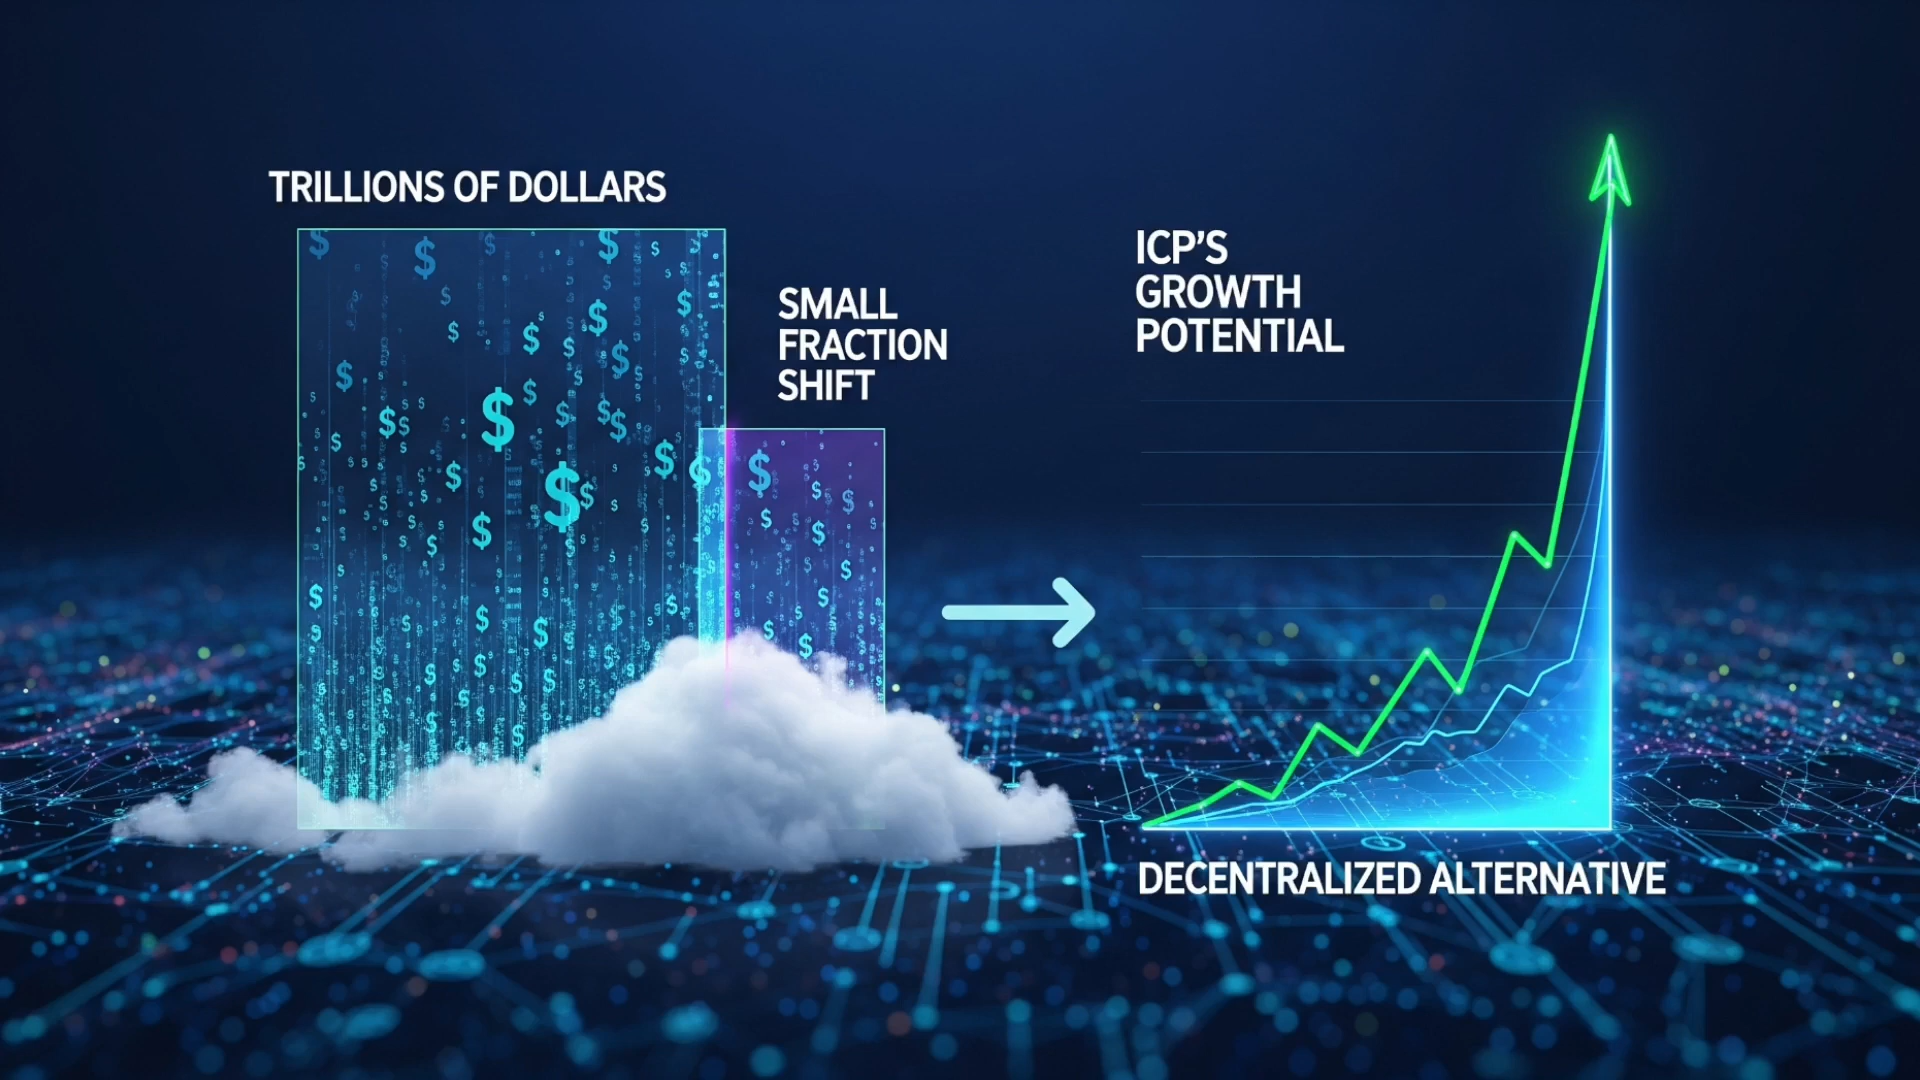 TRILLIONS OF DOLLARS
SMALL
FRACTION
SHIFT
ICP'S
GROWTH
POTENTIAL
DECENTRALIZED ALTERNATIVE